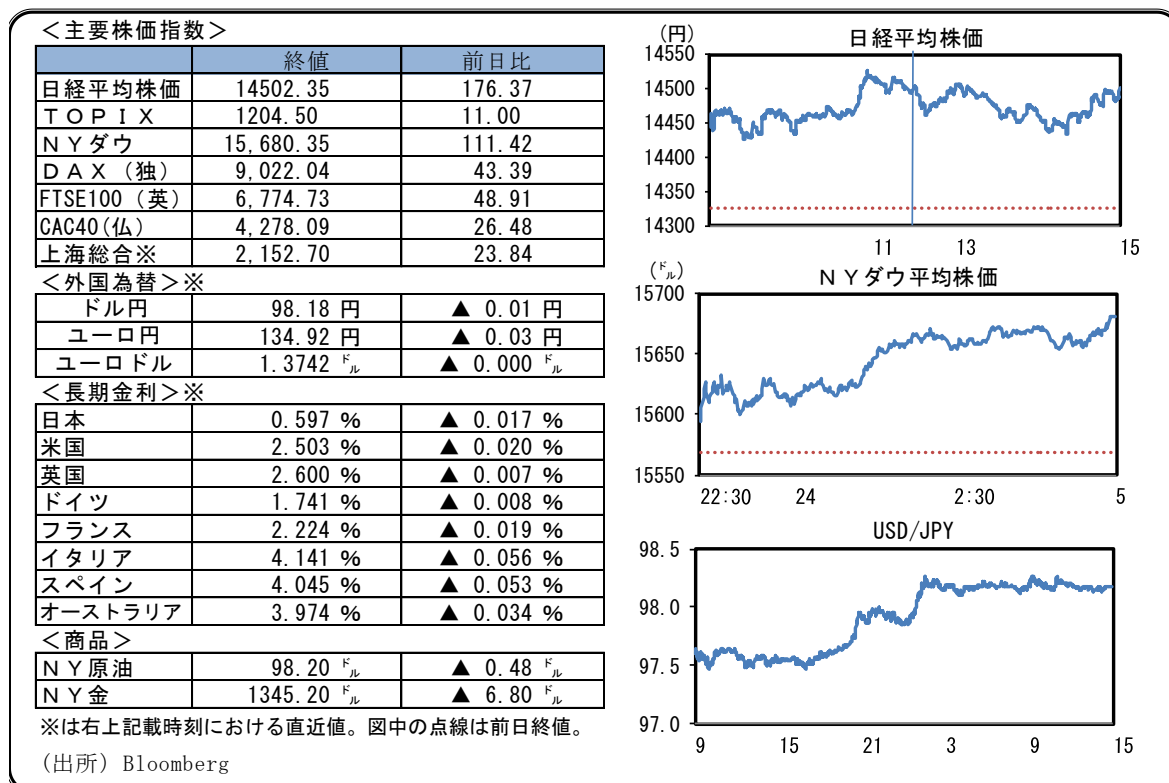 ＜主要株価指数＞
終値 前日比
日経平均株価 14502.35 176.37
ＴＯＰＩＸ 1204.50 11.00
ＮＹダウ 15,680.35 111.42
ＤＡＸ（独） 9,022.04 43.39
FTSE100（英） 6,774.73 48.91
CAC40(仏) 4,278.09 26.48
上海総合※ 2,152.70 23.84
＜外国為替＞※
ドル円 98.18 円 ▲ 0.01 円
ユーロ円 134.92 円 ▲ 0.03 円
ユーロドル 1.3742 ドル ▲ 0.000 ドル
＜長期金利＞※
日本 0.597 % ▲ 0.017 %
米国 2.503 % ▲ 0.020 %
英国 2.600 % ▲ 0.007 %
ドイツ 1.741 % ▲ 0.008 %
フランス 2.224 % ▲ 0.019 %
イタリア 4.141 % ▲ 0.056 %
スペイン 4.045 % ▲ 0.053 %
オーストラリア 3.974 % ▲ 0.034 %
＜商品＞
ＮＹ原油 98.20 ドル ▲ 0.48 ドル
ＮＹ金 1345.20 ドル ▲ 6.80 ドル
※は右上記載時刻における直近値。図中の点線は前日終値。
(出所) Bloomberg
日経平均株価
(円)
14550
14500
14450
14400
14350
14300
11 13 15
ＮＹダウ平均株価
(ドル)
15700
15650
15600
15550
22:30 24 2:30 5
USD/JPY
98.5
98.0
97.5
97.0
9 15 21 3 9 15